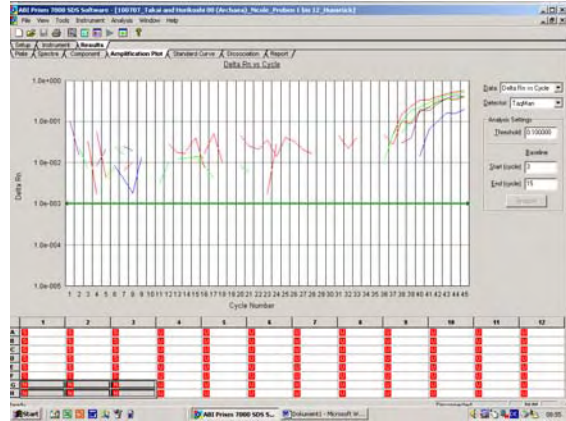 ABI Prism 7000 SDS Software - [100707_Takai and Horikoshi 00 (Archaea)_Nicole_Proben 1 bis 12_Hunsrück]
File View Tools Instrument Analysis Window Help
Setup Instrument Results
Plate Spectra Component Amplification Plot Standard Curve Dissociation Report
Delta Rn vs Cycle
Data Delta Rn vs Cycle
Detector TaqMan
Analysis Settings
Threshold 0.100000
Baseline
Start (cycle) 3
End (cycle) 15
Delta Rn
1.0e+000
1.0e-001
1.0e-002
1.0e-003
1.0e-004
1.0e-005
1 2 3 4 5 6 7 8 9 10 11 12 13 14 15 16 17 18 19 20 21 22 23 24 25 26 27 28 29 30 31 32 33 34 35 36 37 38 39 40 41 42 43 44 45
Cycle Number
1 2 3 4 5 6 7 8 9 10 11 12
A
B
C
D
E
F
G
H
Start ABI Prism 7000 SDS S... Dokument1 - Microsoft W... 08:55